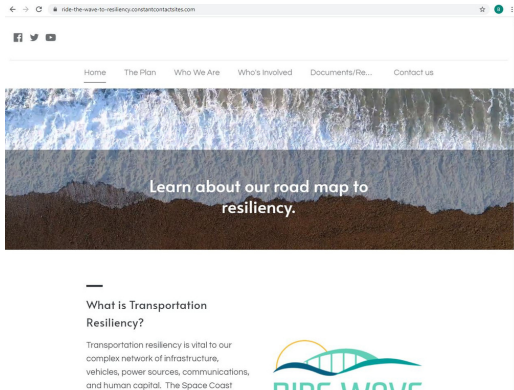 ride-the-wave-to-resiliency.constantcontactsites.com
Home The Plan Who We Are Who's Involved Documents/Re... Contact us
Learn about our road map to
resiliency.
What is Transportation
Resiliency?
Transportation resiliency is vital to our
complex network of infrastructure,
vehicles, power sources, communications,
and human capital. The Space Coast
RIDE WAVE